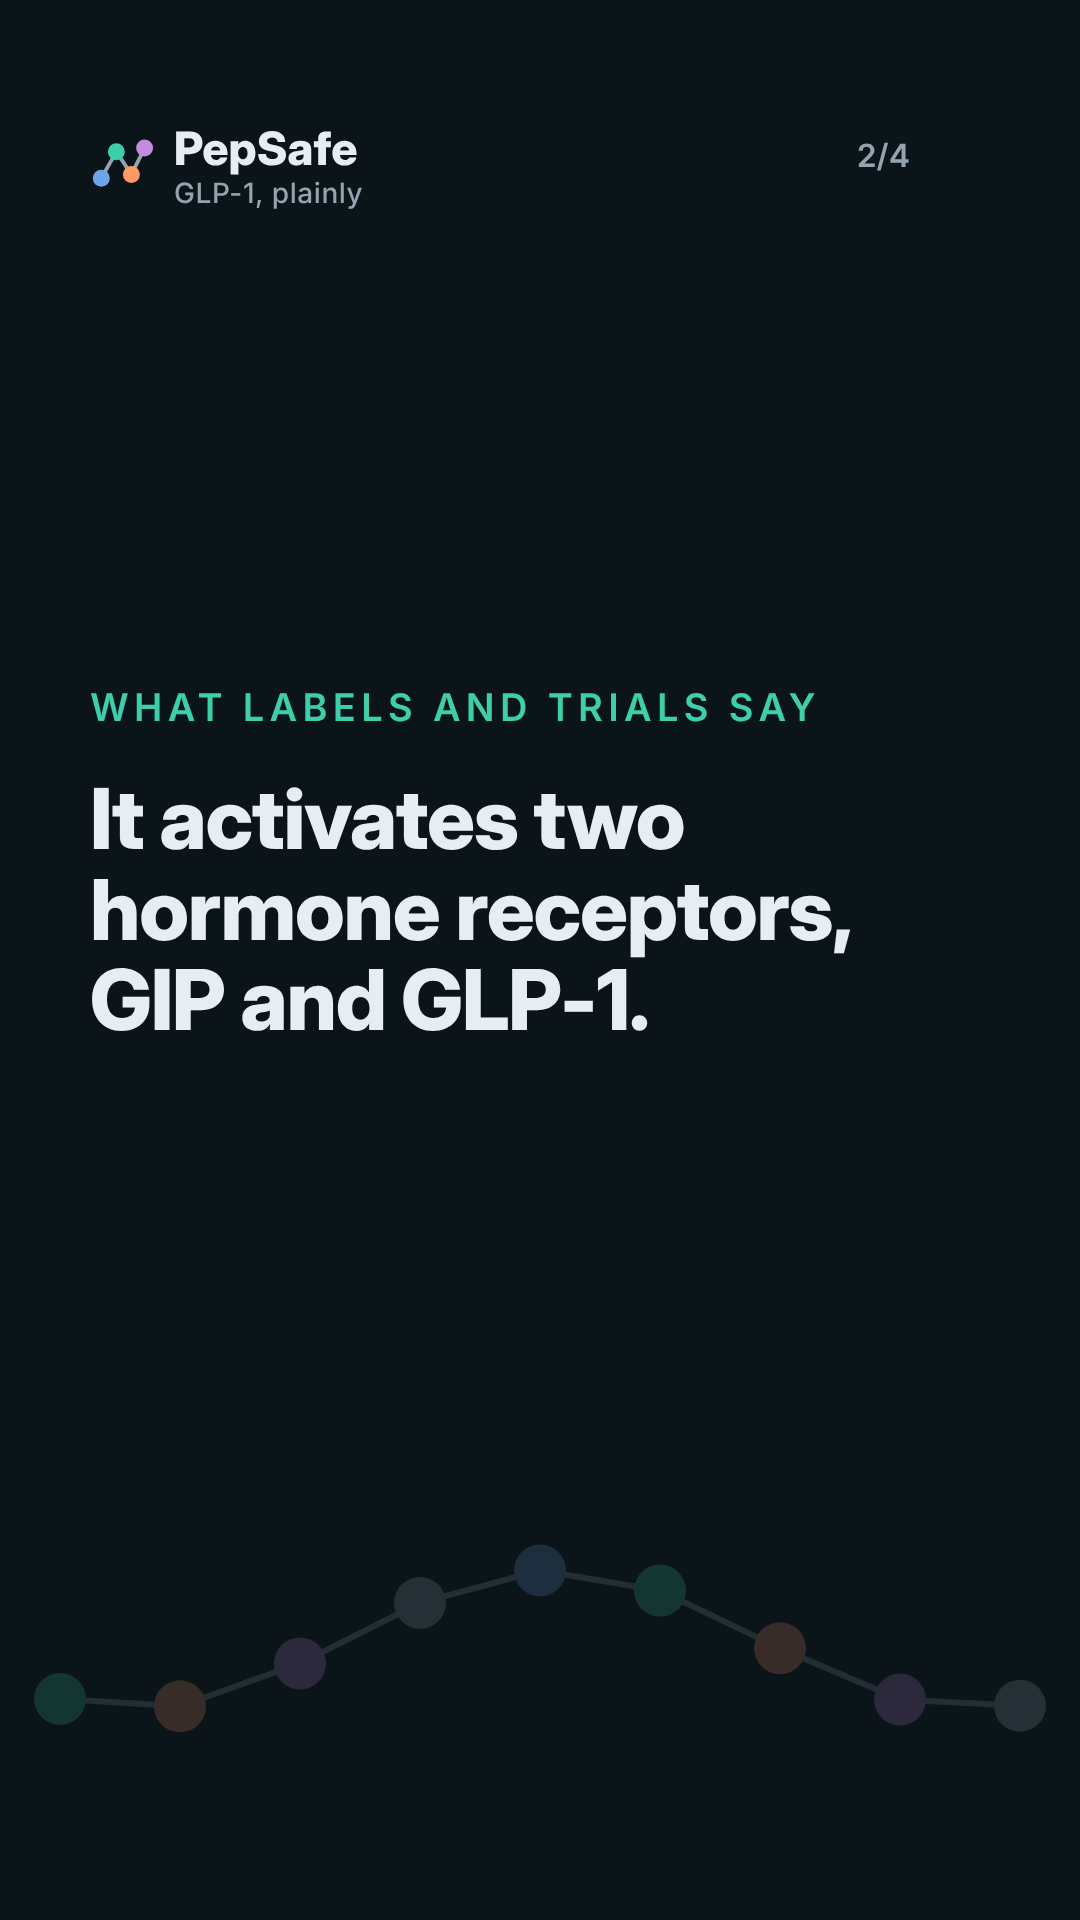 PepSafe
GLP-1, plainly
2/4
WHAT LABELS AND TRIALS SAY
It activates two
hormone receptors,
GIP and GLP-1.